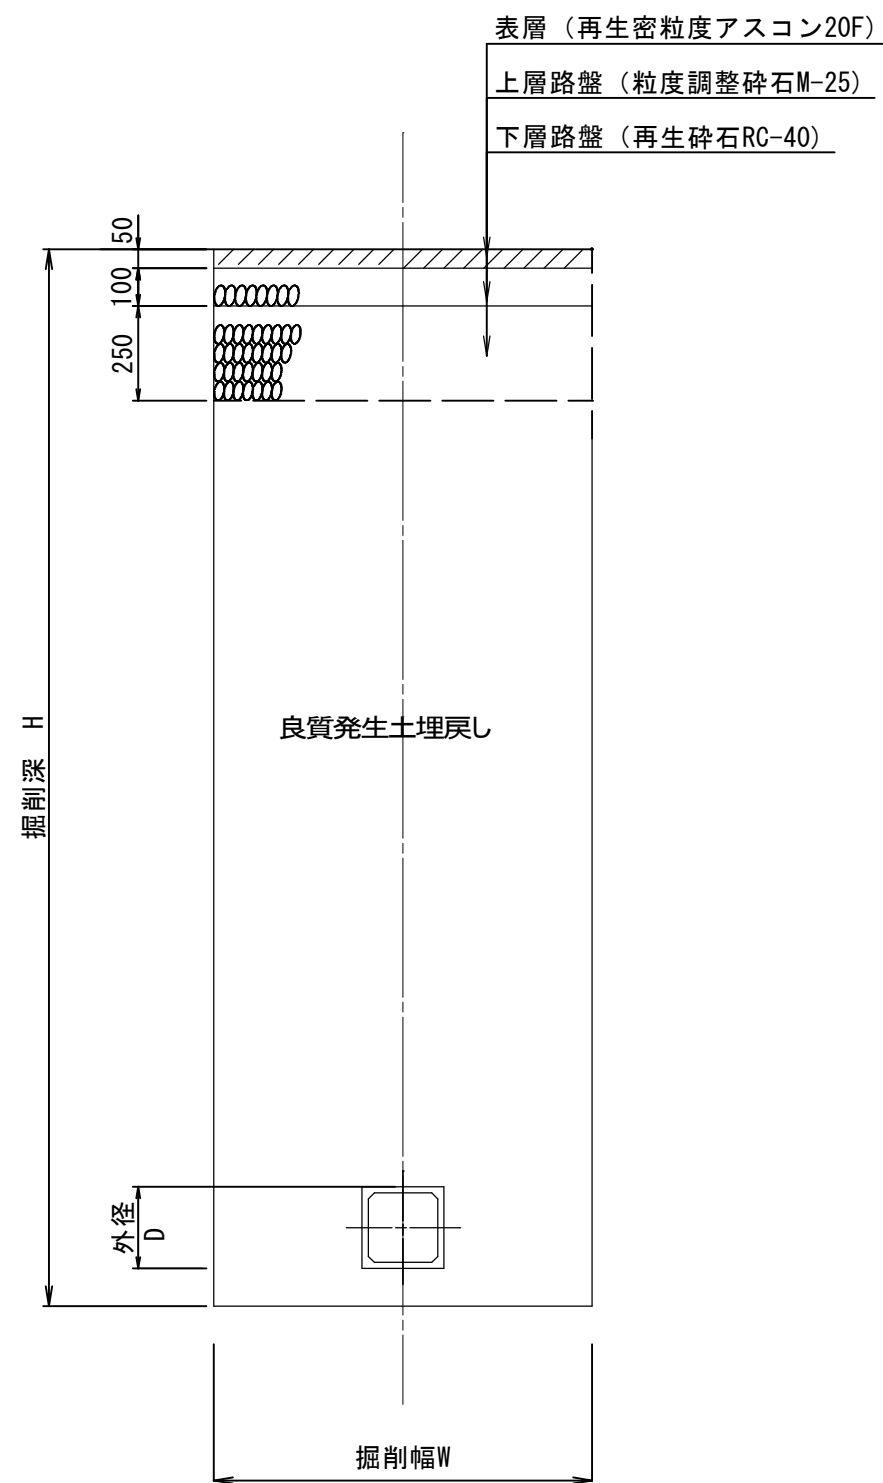 表層（再生密粒度アスコン20F）
上層路盤（粒度調整砕石M-25）
下層路盤（再生砕石RC-40）
50
100
250
良質発生土埋戻し
掘削深 H
外径
D
掘削幅W